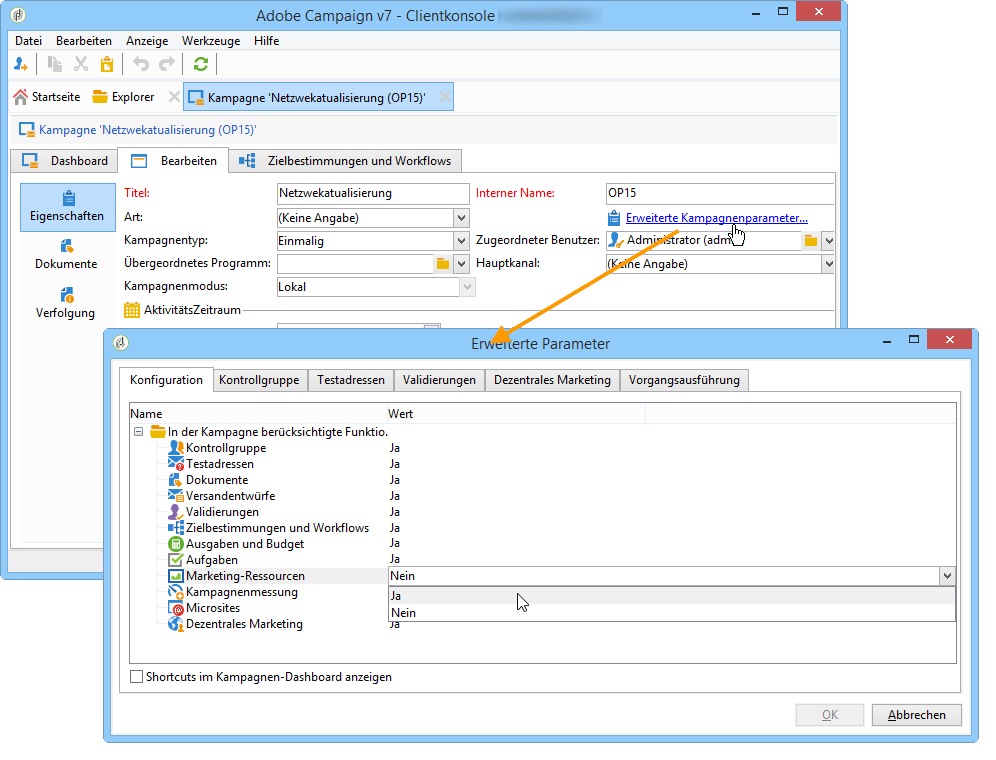 Adobe Campaign v7 - Clientkonsole
Datei Bearbeiten Anzeige Werkzeuge Hilfe
Startseite Explorer Kampagne 'Netzwekatualisierung (OP15)'
Kampagne 'Netzwekatualisierung (OP15)'
Dashboard Bearbeiten Zielbestimmungen und Workflows
Eigenschaften
Dokumente
Verfolgung
Titel: Netzwekatualisierung Interner Name: OP15
Art: (Keine Angabe) Erweiterte Kampagnenparameter...
Kampagnentyp: Einmalig Zugeordneter Benutzer: Administrator (adm
Übergeordnetes Programm: Hauptkanal: (Keine Angabe)
Kampagnenmodus: Lokal
AktivitätsZeitraum
Erweiterte Parameter
Konfiguration Kontrollgruppe Testadressen Validierungen Dezentrales Marketing Vorgangsausführung
Name Wert
In der Kampagne berücksichtigte Funktio.
Kontrollgruppe Ja
Testadressen Ja
Dokumente Ja
Versandentwürfe Ja
Validierungen Ja
Zielbestimmungen und Workflows Ja
Ausgaben und Budget Ja
Aufgaben Ja
Marketing-Ressourcen Nein
Kampagnenmessung Ja
Microsites Nein
Dezentrales Marketing Ja
Shortcuts im Kampagnen-Dashboard anzeigen
OK Abbrechen